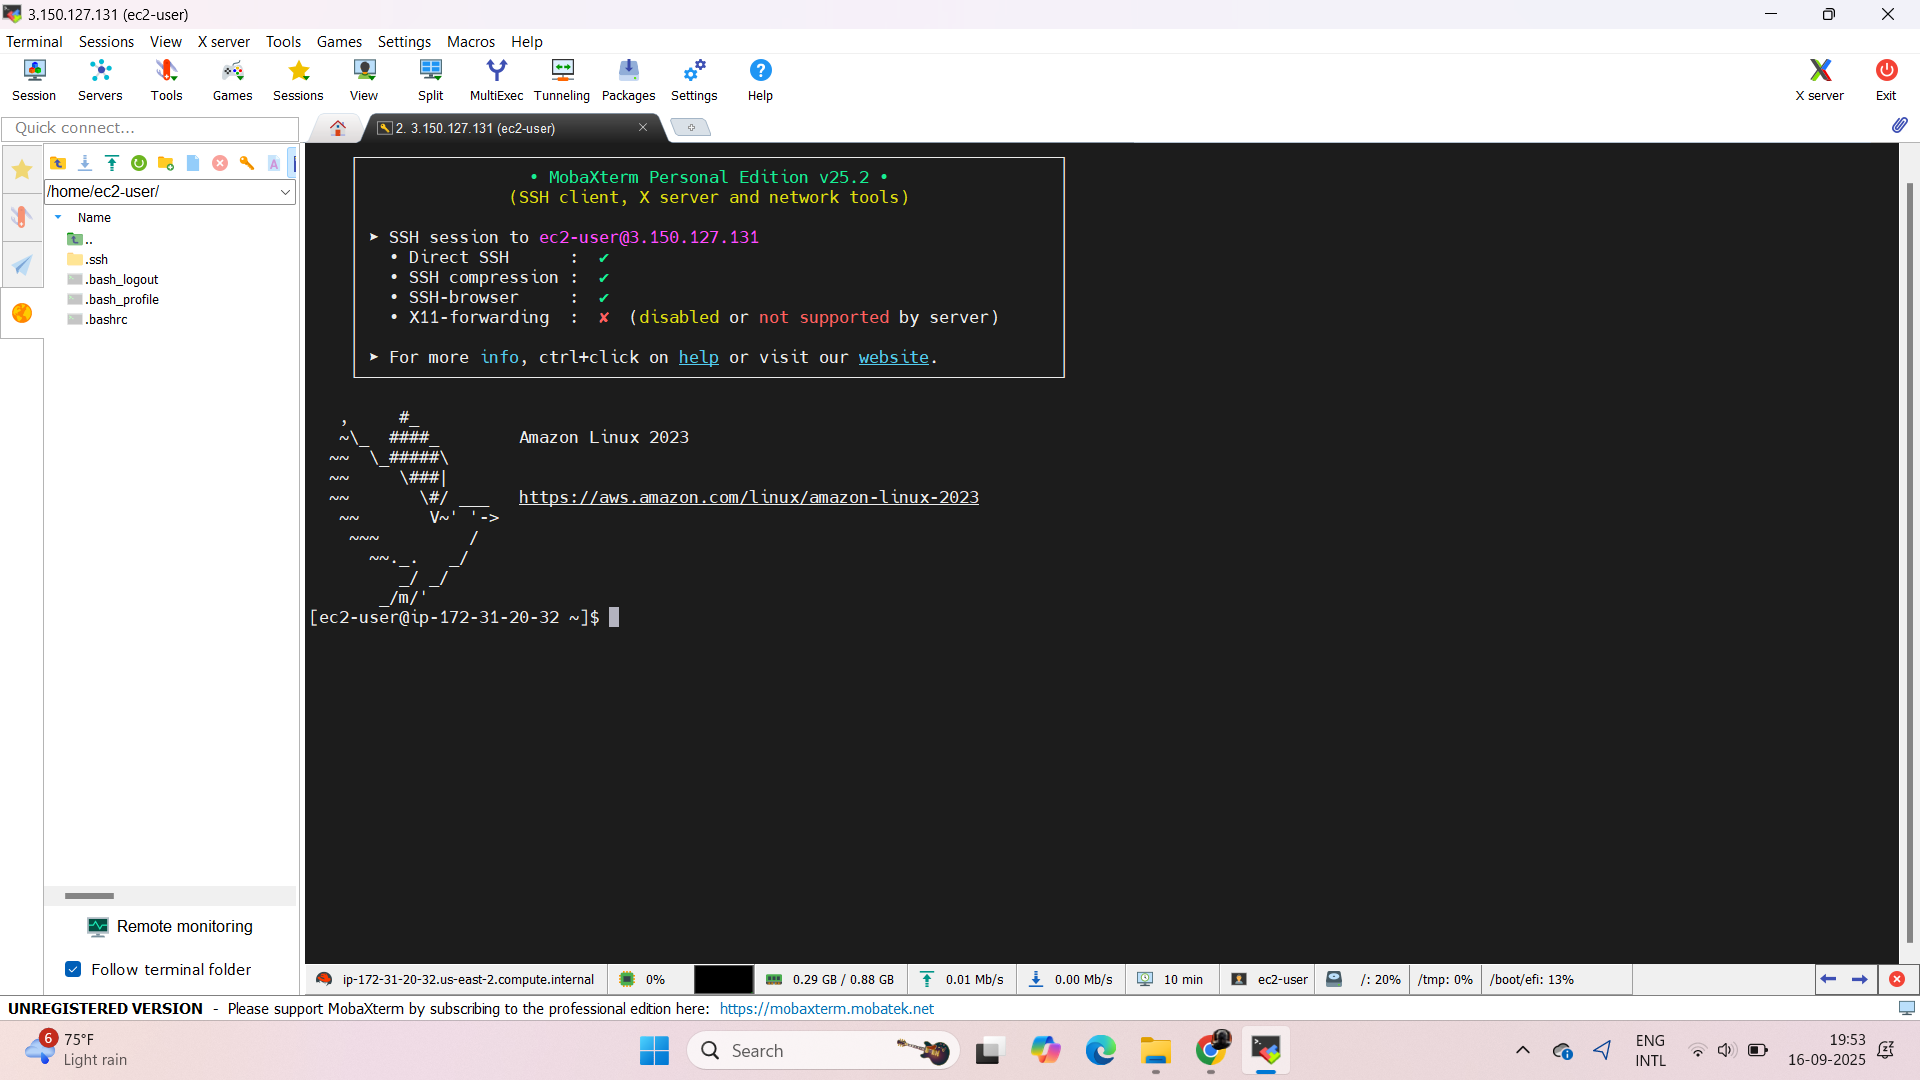 3.150.127.131 (ec2-user)
Terminal Sessions View X server Tools Games Settings Macros Help
Session Servers Tools Games Sessions View Split MultiExec Tunneling Packages Settings Help X server Exit
Quick connect...
2. 3.150.127.131 (ec2-user)
/home/ec2-user/
Name
..
.ssh
.bash_logout
.bash_profile
.bashrc
• MobaXterm Personal Edition v25.2 •
(SSH client, X server and network tools)
➤ SSH session to ec2-user@3.150.127.131
• Direct SSH : ✔
• SSH compression : ✔
• SSH-browser : ✔
• X11-forwarding : ✘ (disabled or not supported by server)
➤ For more info, ctrl+click on help or visit our website.
, #_
~\_ ####_ Amazon Linux 2023
~~ \_#####\
~~ \###|
~~ \#/ ___ https://aws.amazon.com/linux/amazon-linux-2023
~~ V~' '->
~~~ /
~~._. _/
_/ _/
_/m/'
[ec2-user@ip-172-31-20-32 ~]$
Remote monitoring
Follow terminal folder
ip-172-31-20-32.us-east-2.compute.internal 0% 0.29 GB / 0.88 GB 0.01 Mb/s 0.00 Mb/s 10 min ec2-user /: 20% /tmp: 0% /boot/efi: 13%
UNREGISTERED VERSION - Please support MobaXterm by subscribing to the professional edition here: https://mobaxterm.mobatek.net
6
75°F
Light rain
Search
ENG
INTL
19:53
16-09-2025